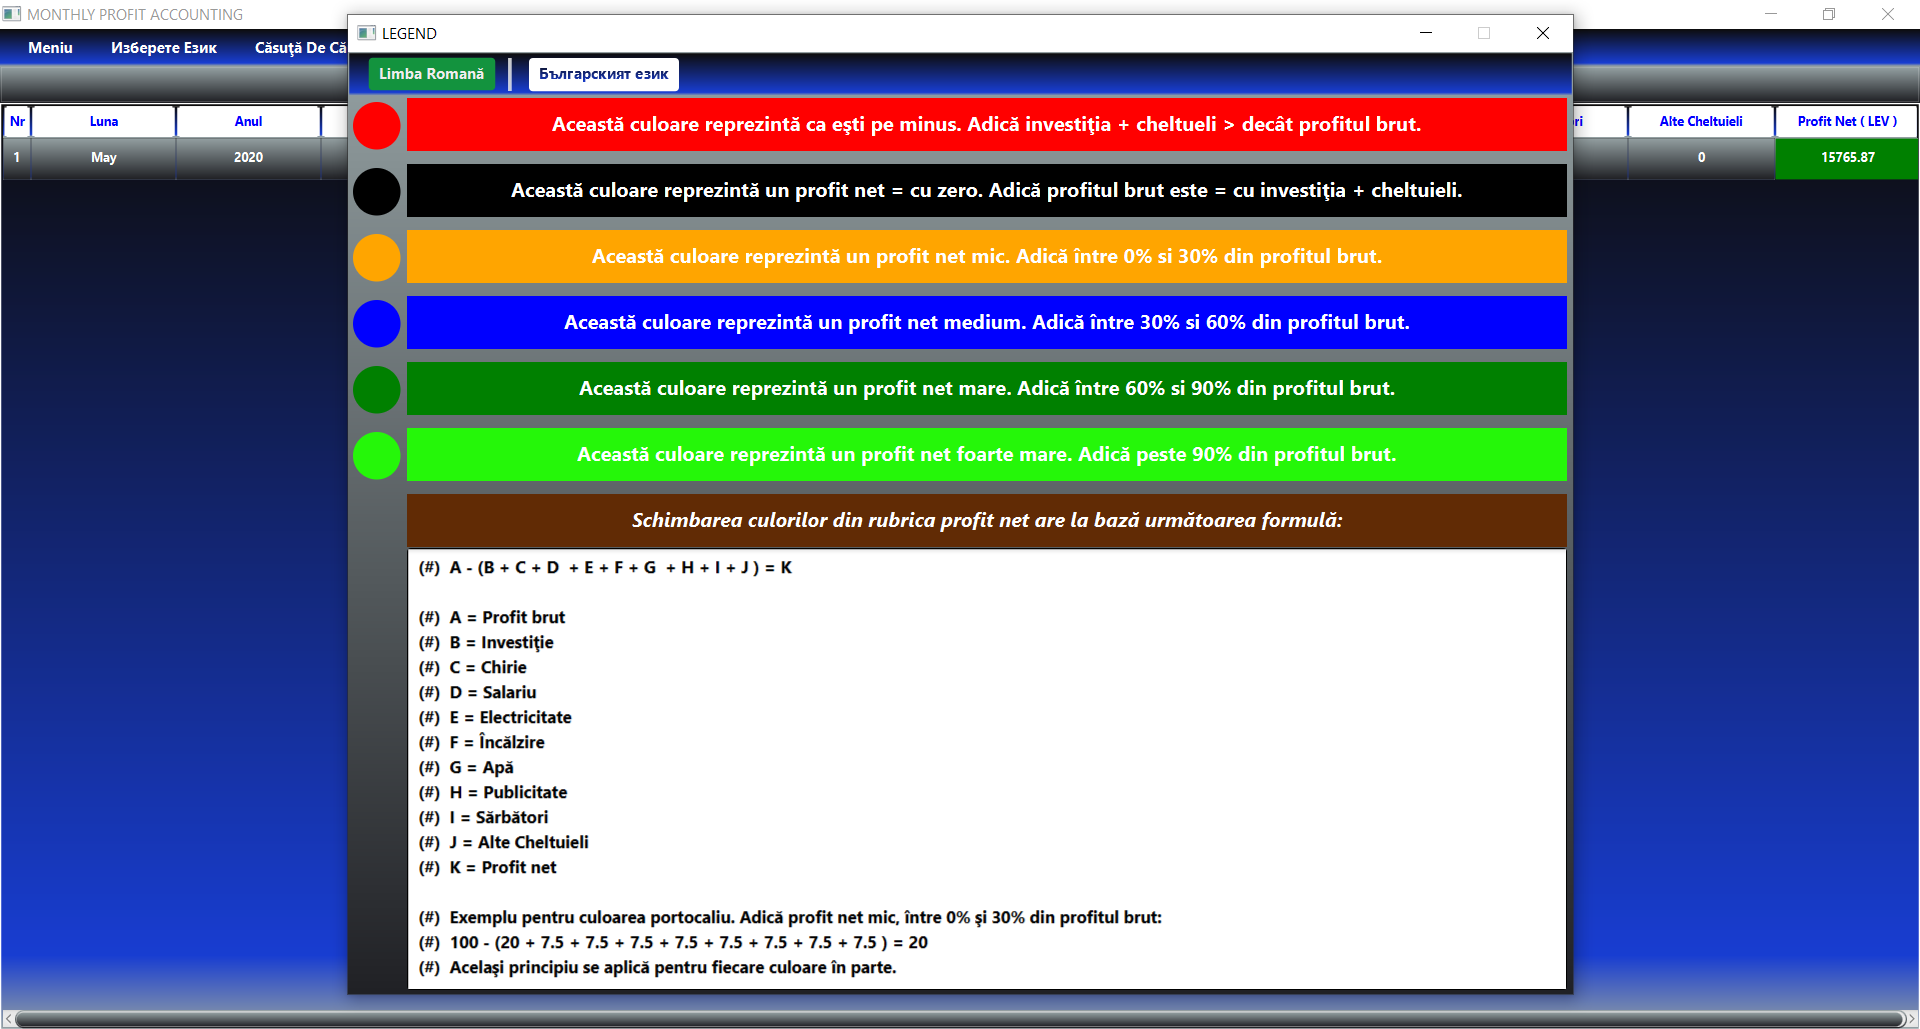 MONTHLY PROFIT ACCOUNTING
LEGEND
Meniu Изберете Език Căsuţă De Că
Limba Romană Българският език
Nr Luna Anul Alte Cheltuieli Profit Net ( LEV )
1 May 2020 0 15765.87
Această culoare reprezintă ca eşti pe minus. Adică investiţia + cheltueli > decât profitul brut.
Această culoare reprezintă un profit net = cu zero. Adică profitul brut este = cu investiţia + cheltuieli.
Această culoare reprezintă un profit net mic. Adică între 0% si 30% din profitul brut.
Această culoare reprezintă un profit net medium. Adică între 30% si 60% din profitul brut.
Această culoare reprezintă un profit net mare. Adică între 60% si 90% din profitul brut.
Această culoare reprezintă un profit net foarte mare. Adică peste 90% din profitul brut.
Schimbarea culorilor din rubrica profit net are la bază următoarea formulă:
(#) A - (B + C + D + E + F + G + H + I + J ) = K
(#) A = Profit brut
(#) B = Investiţie
(#) C = Chirie
(#) D = Salariu
(#) E = Electricitate
(#) F = Încălzire
(#) G = Apă
(#) H = Publicitate
(#) I = Sărbători
(#) J = Alte Cheltuieli
(#) K = Profit net
(#) Exemplu pentru culoarea portocaliu. Adică profit net mic, între 0% şi 30% din profitul brut:
(#) 100 - (20 + 7.5 + 7.5 + 7.5 + 7.5 + 7.5 + 7.5 + 7.5 + 7.5 ) = 20
(#) Acelaşi principiu se aplică pentru fiecare culoare în parte.